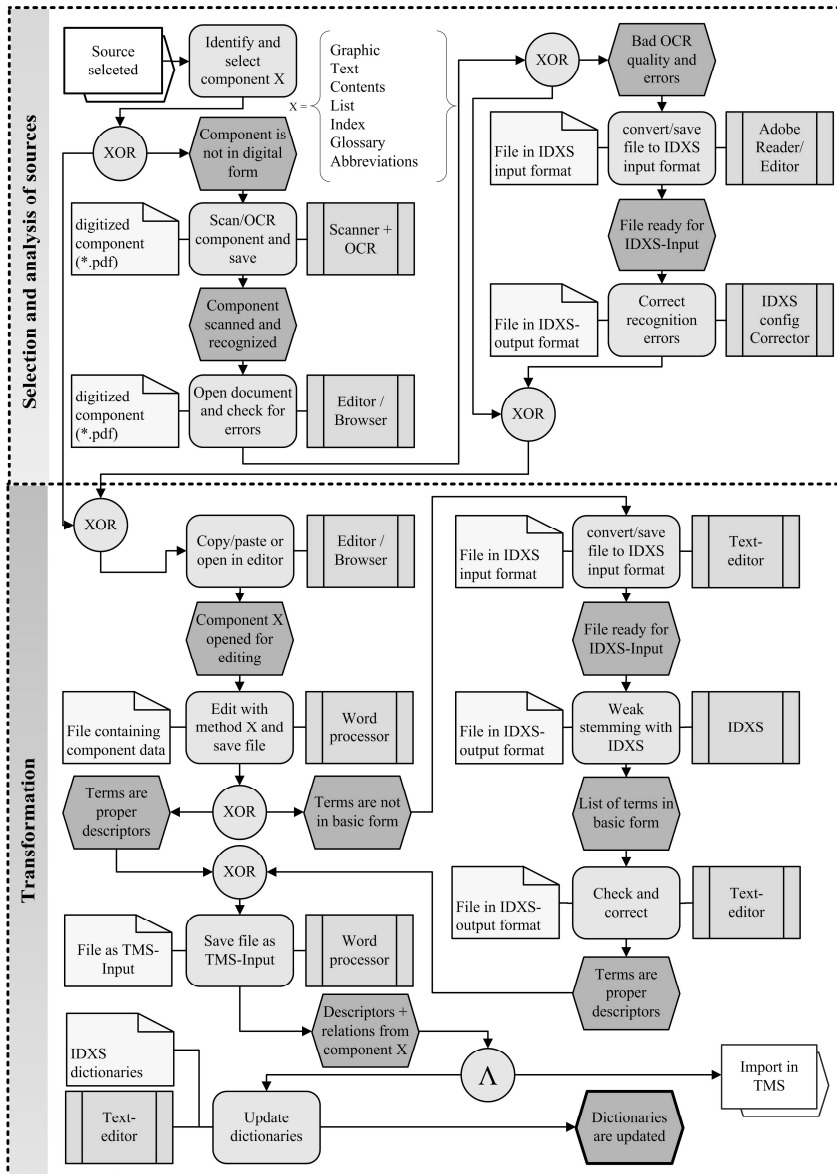 Selection and analysis of sources
Source
selceted
Identify and
select
component X
X =
Graphic
Text
Contents
List
Index
Glossary
Abbreviations
XOR
Component is
not in digital
form
digitized
component
(*.pdf)
Scan/OCR
component and
save
Scanner +
OCR
Component
scanned and
recognized
digitized
component
(*.pdf)
Open document
and check for
errors
Editor /
Browser
XOR
Bad OCR
quality and
errors
File in IDXS
input format
convert/save
file to IDXS
input format
Adobe
Reader/
Editor
File ready for
IDXS-Input
File in IDXS-
output format
Correct
recognition
errors
IDXS
config
Corrector
XOR
Transformation
XOR
Copy/paste or
open in editor
Editor /
Browser
Component X
opened for
editing
File containing
component data
Edit with
method X and
save file
Word
processor
Terms are
proper
descriptors
XOR
Terms are not
in basic form
XOR
File as TMS-
Input
Save file as
TMS-Input
Word
processor
Descriptors +
relations from
component X
File in IDXS
input format
convert/save
file to IDXS
input format
Text-
editor
File ready for
IDXS-Input
File in IDXS-
output format
Weak
stemming with
IDXS
IDXS
List of terms in
basic form
File in IDXS-
output format
Check and
correct
Text-
editor
Terms are
proper
descriptors
Λ
Import in
TMS
IDXS
dictionaries
Text-
editor
Update
dictionaries
Dictionaries
are updated